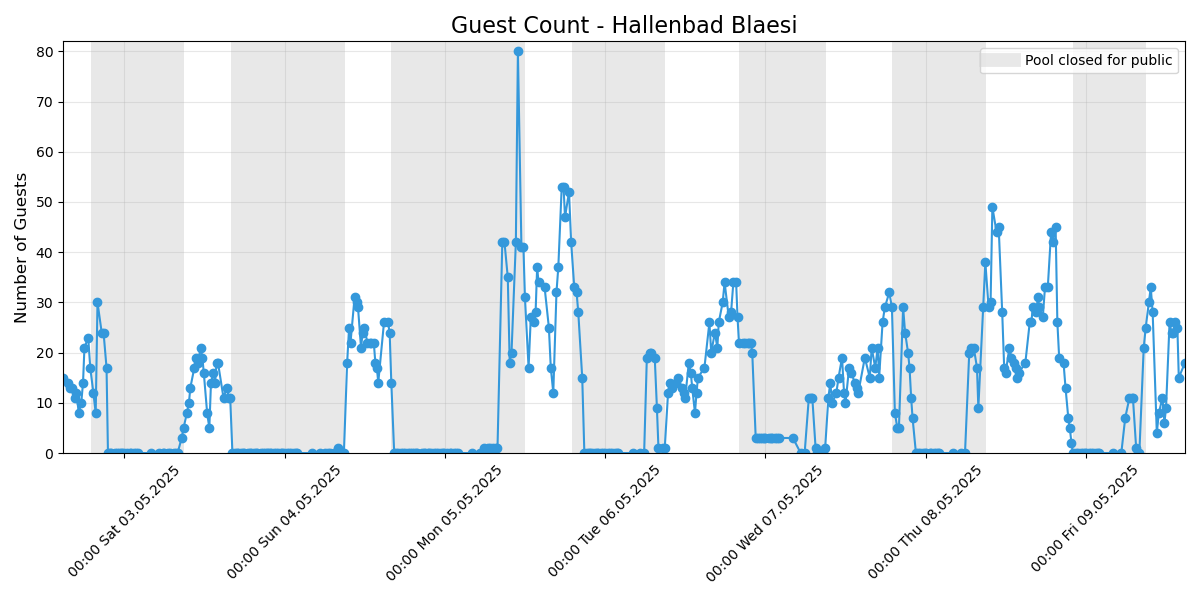 Guest Count - Hallenbad Blaesi
Pool closed for public
Number of Guests
80
70
60
50
40
30
20
10
0
00:00 Sat 03.05.2025
00:00 Sun 04.05.2025
00:00 Mon 05.05.2025
00:00 Tue 06.05.2025
00:00 Wed 07.05.2025
00:00 Thu 08.05.2025
00:00 Fri 09.05.2025